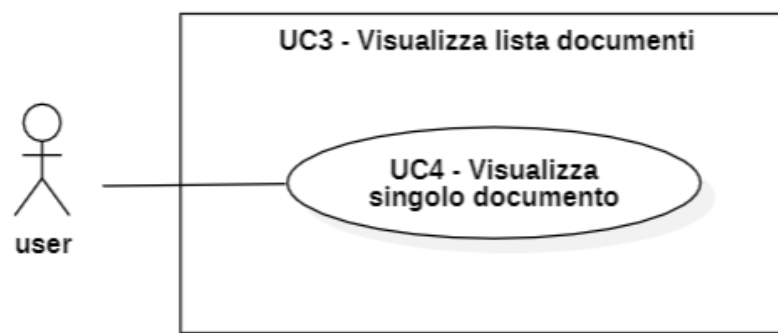 UC3 - Visualizza lista documenti
UC4 - Visualizza
singolo documento
user